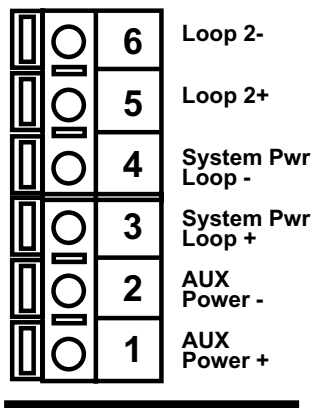 6 Loop 2-
5 Loop 2+
4 System Pwr
Loop -
3 System Pwr
Loop +
2 AUX
Power -
1 AUX
Power +